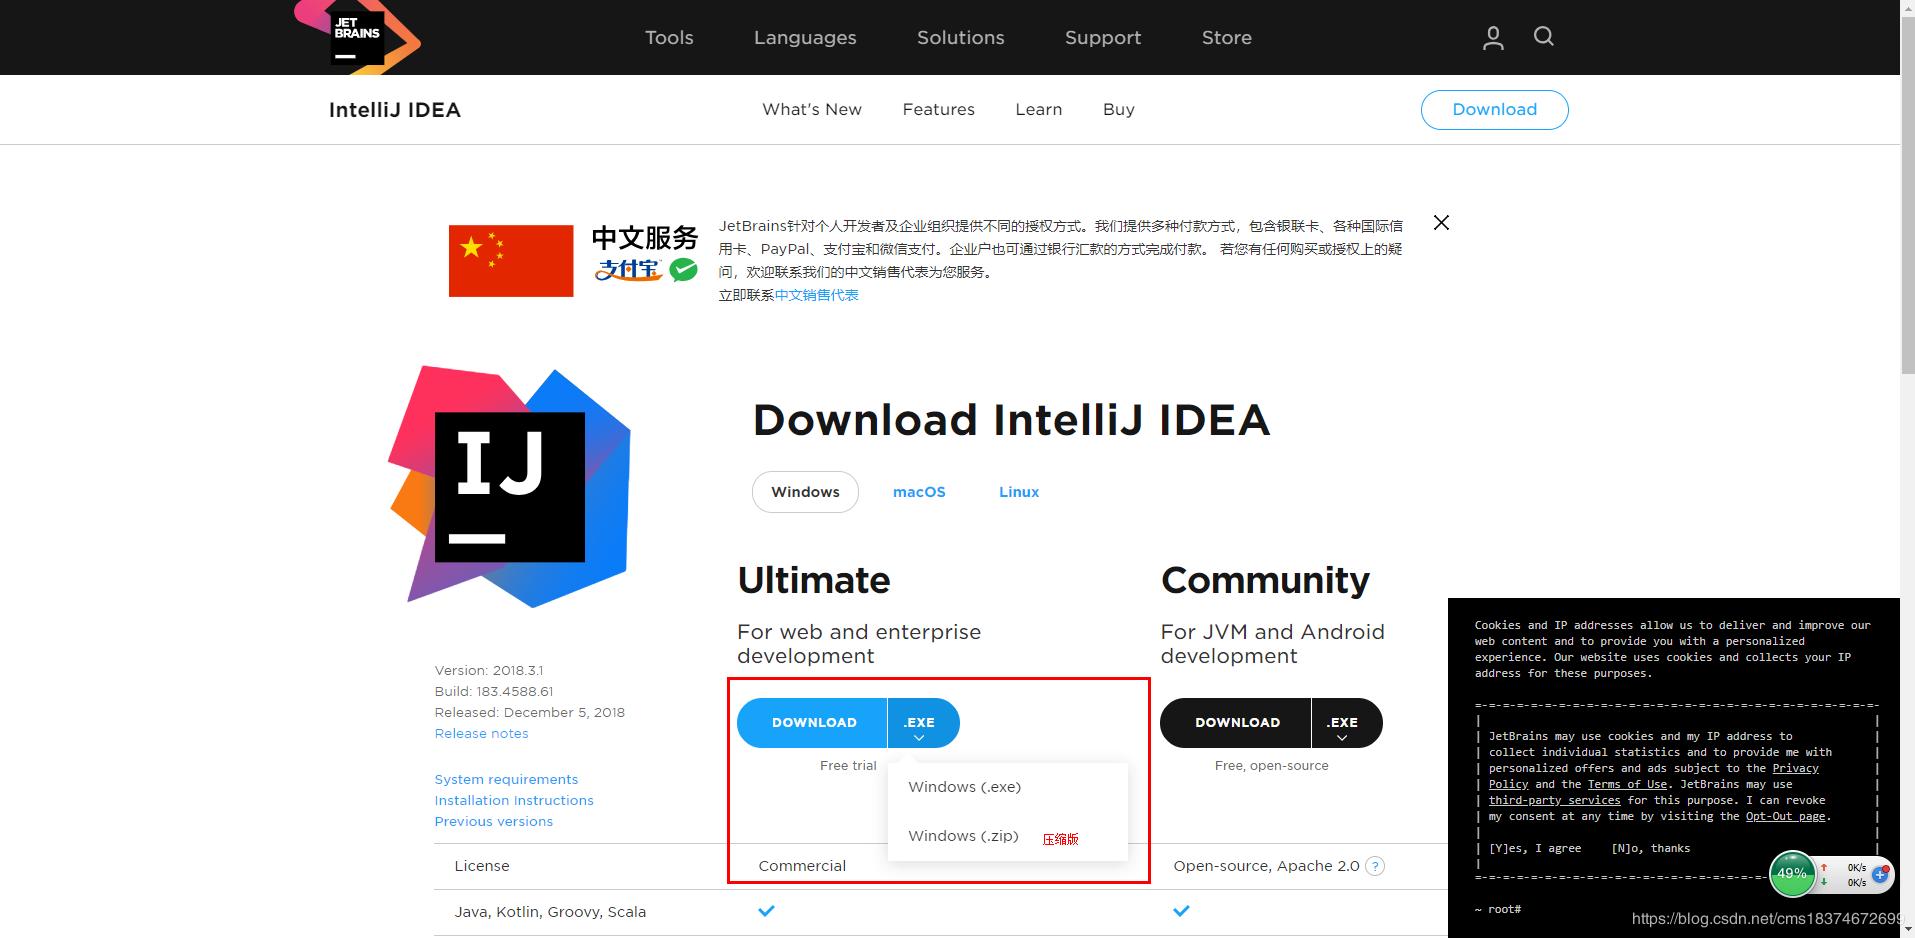 JET
BRAINS
Tools
Languages
Solutions
Support
Store
IntelliJ IDEA
What's New
Features
Learn
Buy
Download
中文服务
支付宝
JetBrains针对个人开发者及企业组织提供不同的授权方式。我们提供多种付款方式，包含银联卡、各种国际信
用卡、PayPal、支付宝和微信支付。企业户也可通过银行汇款的方式完成付款。 若您有任何购买或授权上的疑
问，欢迎联系我们的中文销售代表为您服务。
立即联系中文销售代表
IJ
Download IntelliJ IDEA
Windows
macOS
Linux
Version: 2018.3.1
Build: 183.4588.61
Released: December 5, 2018
Release notes
System requirements
Installation Instructions
Previous versions
Ultimate
For web and enterprise
development
DOWNLOAD
.EXE
Free trial
Windows (.exe)
Windows (.zip)
压缩版
Community
For JVM and Android
development
DOWNLOAD
.EXE
Free, open-source
License
Commercial
Open-source, Apache 2.0 ?
Java, Kotlin, Groovy, Scala
Cookies and IP addresses allow us to deliver and improve our
web content and to provide you with a personalized
experience. Our website uses cookies and collects your IP
address for these purposes.
JetBrains may use cookies and my IP address to
collect individual statistics and to provide me with
personalized offers and ads subject to the Privacy
Policy and the Terms of Use. JetBrains may use
third-party services for this purpose. I can revoke
my consent at any time by visiting the Opt-Out page.
[Y]es, I agree [N]o, thanks
~ root#
49%
0K/s
0K/s
https://blog.csdn.net/cms18374672699